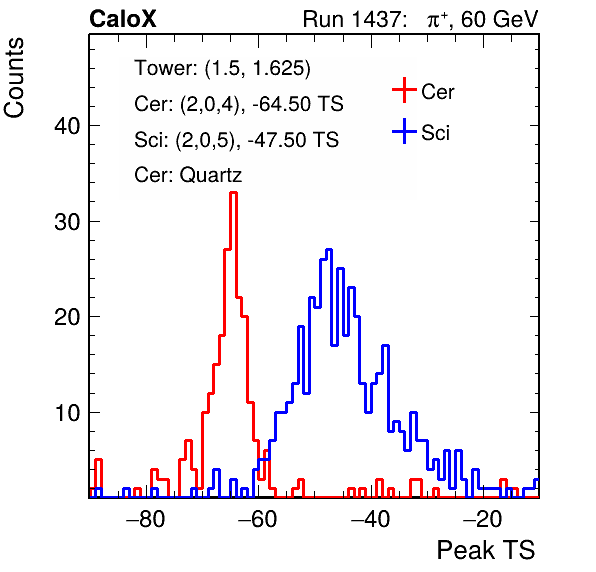 CaloX Run 1437: π⁺, 60 GeV
Counts
Tower: (1.5, 1.625)
Cer: (2,0,4), -64.50 TS
Sci: (2,0,5), -47.50 TS
Cer: Quartz
Cer
Sci
40
30
20
10
−80 −60 −40 −20
Peak TS